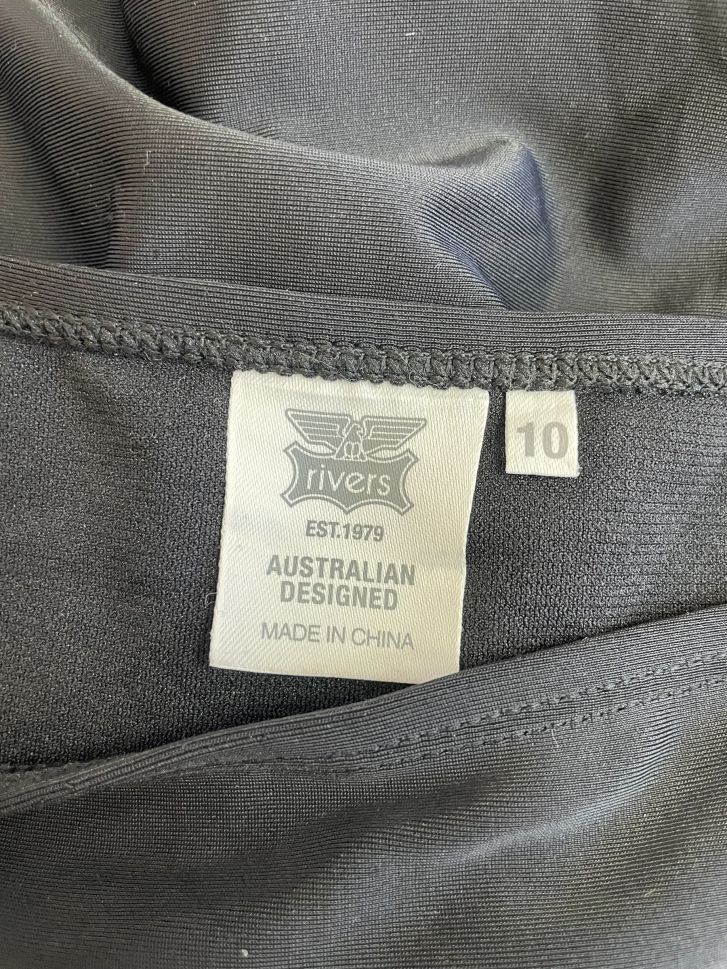 rivers
EST.1979
AUSTRALIAN
DESIGNED
MADE IN CHINA
10